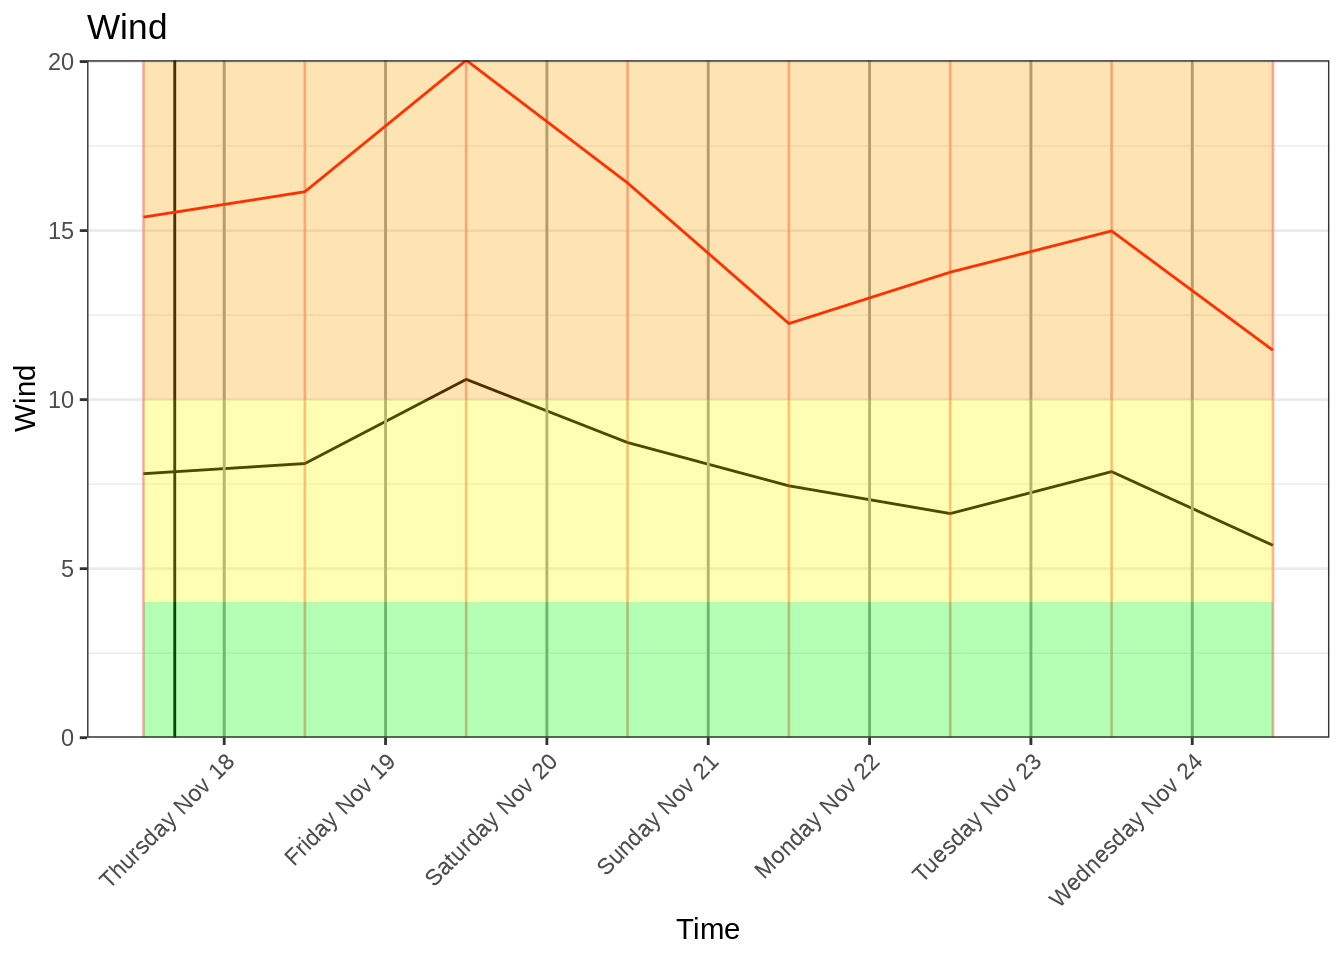 Wind
20
15
10
5
0
Wind
Thursday Nov 18
Friday Nov 19
Saturday Nov 20
Sunday Nov 21
Monday Nov 22
Tuesday Nov 23
Wednesday Nov 24
Time